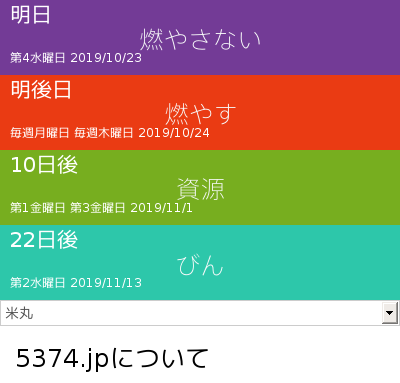 明日
燃やさない
第4水曜日 2019/10/23
明後日
燃やす
毎週月曜日 毎週木曜日 2019/10/24
10日後
資源
第1金曜日 第3金曜日 2019/11/1
22日後
びん
第2水曜日 2019/11/13
米丸
5374.jpについて